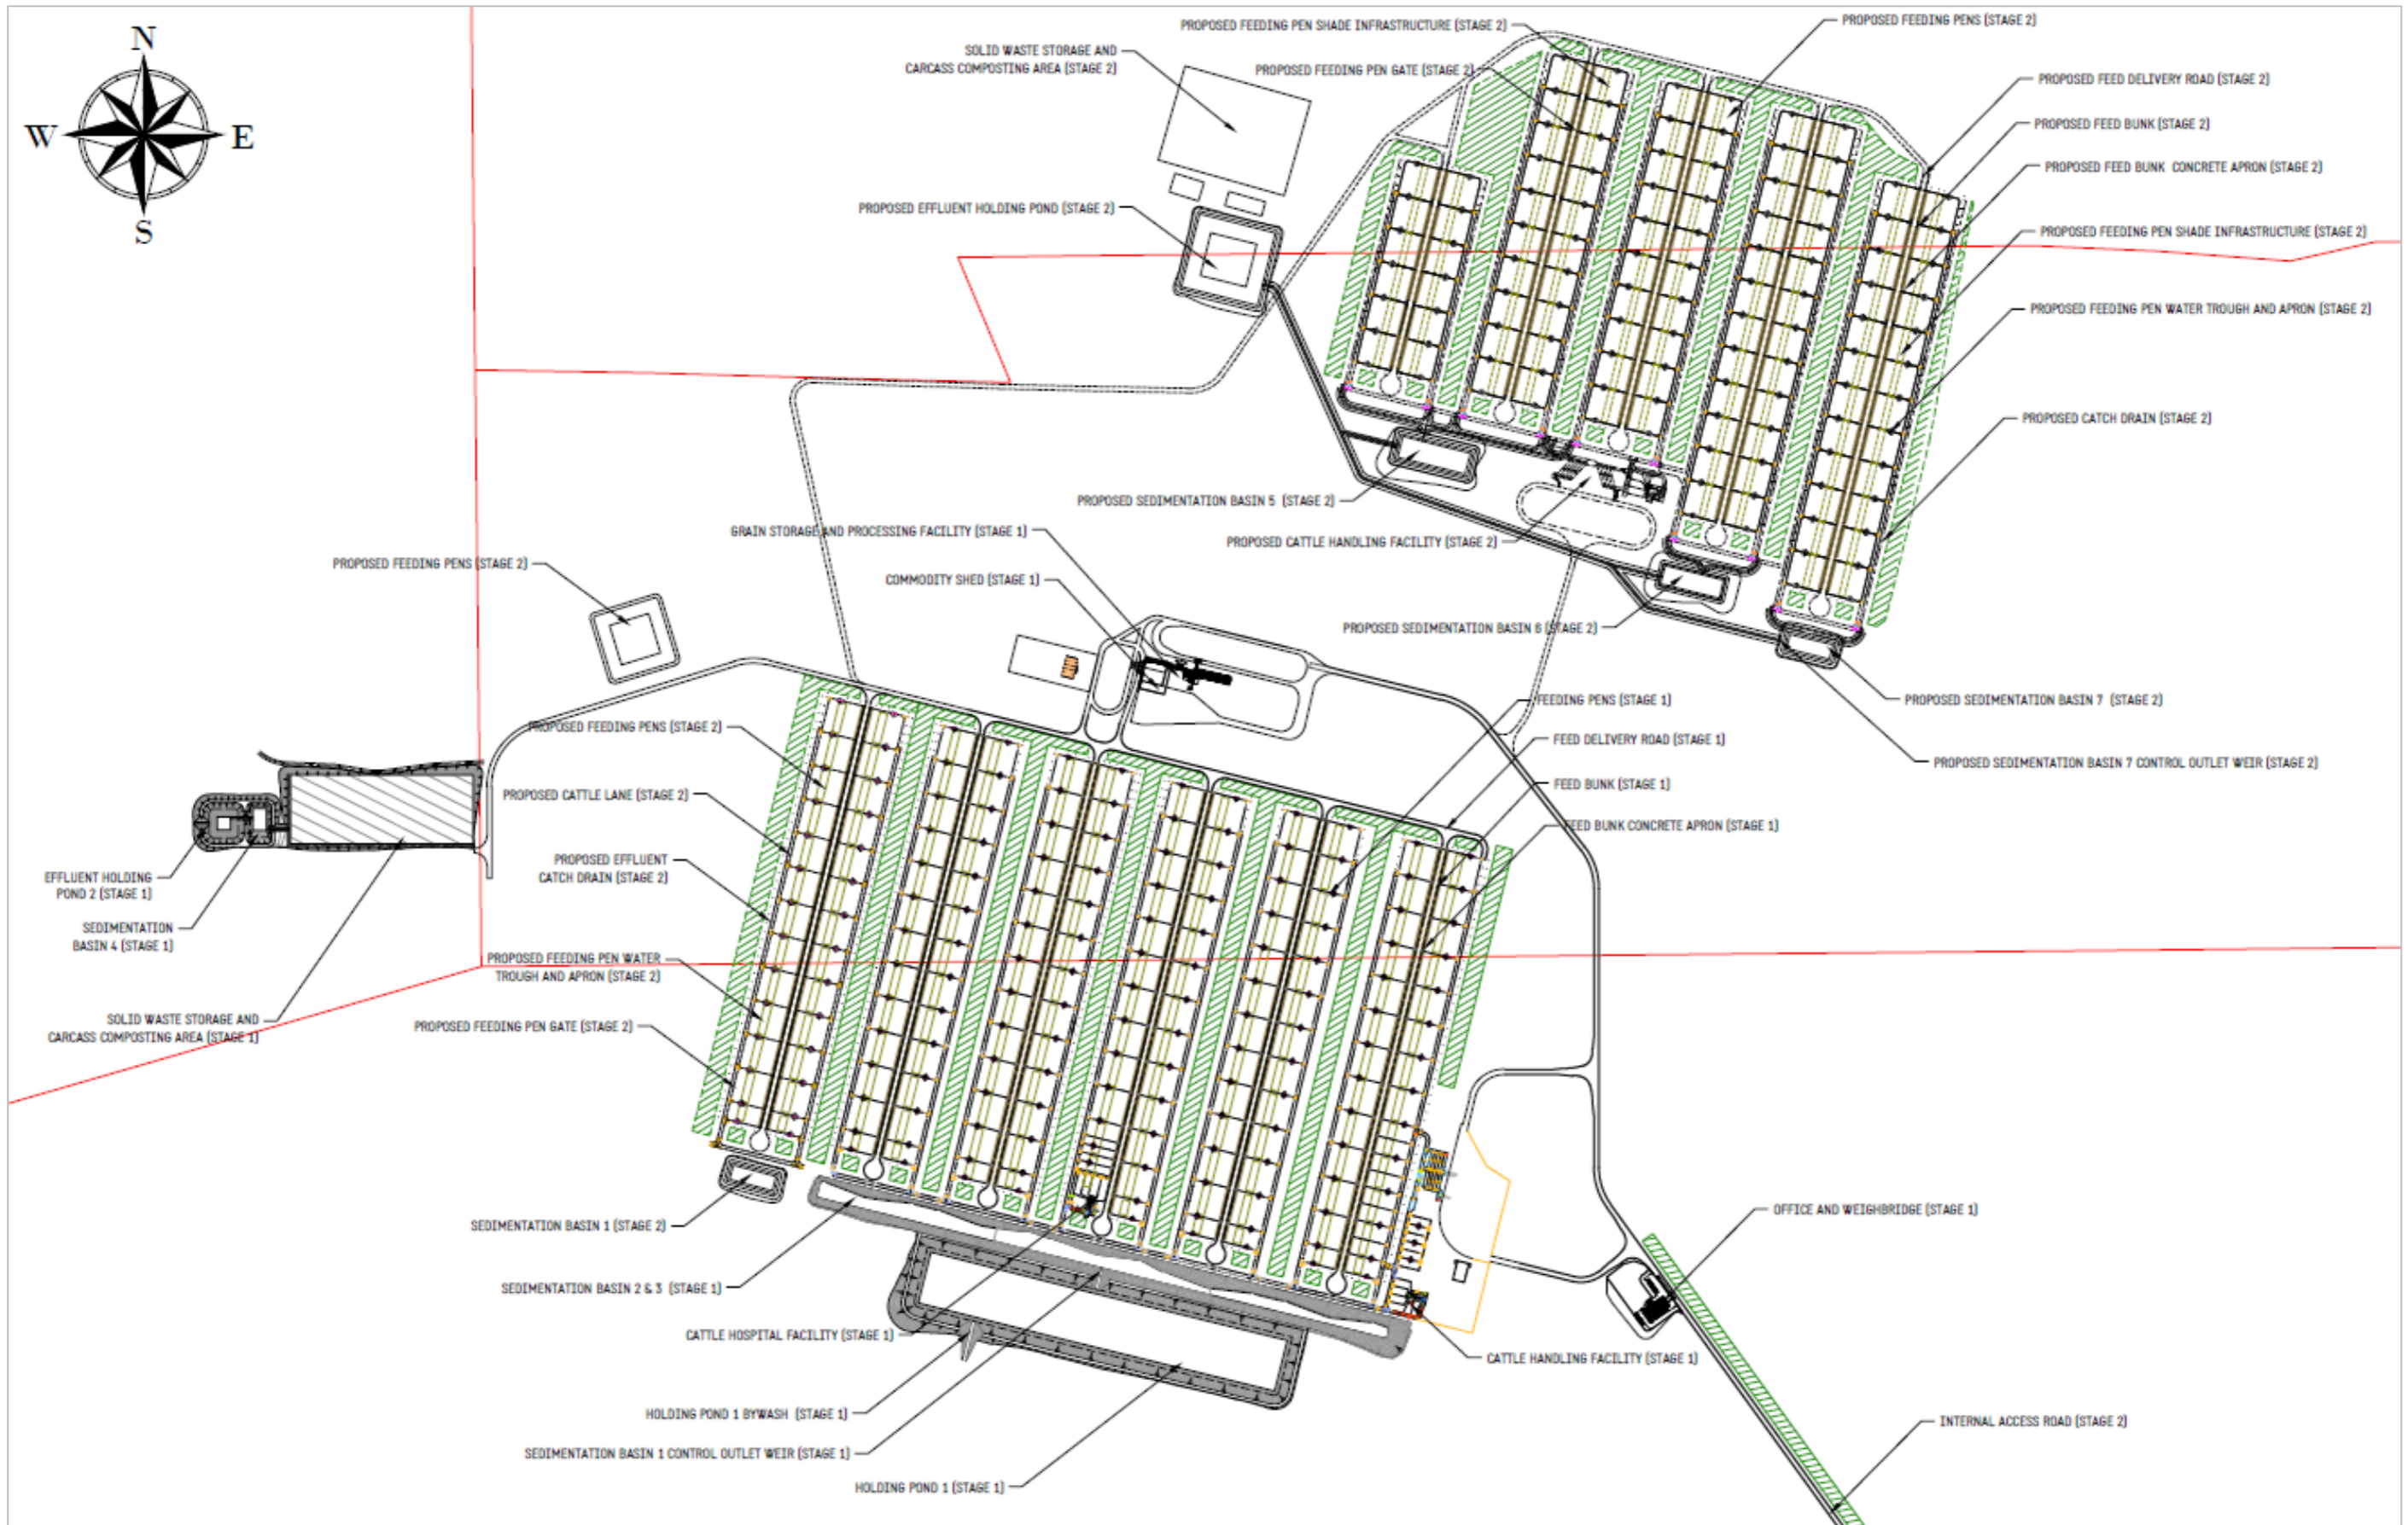 N
W
E
S
PROPOSED FEEDING PEN SHADE INFRASTRUCTURE (STAGE 2)
PROPOSED FEEDING PENS (STAGE 2)
SOLID WASTE STORAGE AND
CARCASS COMPOSTING AREA (STAGE 2)
PROPOSED FEEDING PEN GATE (STAGE 2)
PROPOSED FEED DELIVERY ROAD (STAGE 2)
PROPOSED FEED BUNK (STAGE 2)
PROPOSED FEED BUNK CONCRETE APRON (STAGE 2)
PROPOSED EFFLUENT HOLDING POND (STAGE 2)
PROPOSED FEEDING PEN SHADE INFRASTRUCTURE (STAGE 2)
PROPOSED FEEDING PEN WATER TROUGH AND APRON (STAGE 2)
PROPOSED CATCH DRAIN (STAGE 2)
PROPOSED SEDIMENTATION BASIN 5 (STAGE 2)
GRAIN STORAGE AND PROCESSING FACILITY (STAGE 1)
PROPOSED CATTLE HANDLING FACILITY (STAGE 2)
PROPOSED FEEDING PENS (STAGE 2)
COMMODITY SHED (STAGE 1)
PROPOSED SEDIMENTATION BASIN 6 (STAGE 2)
PROPOSED SEDIMENTATION BASIN 7 (STAGE 2)
FEEDING PENS (STAGE 1)
PROPOSED FEEDING PENS (STAGE 2)
FEED DELIVERY ROAD (STAGE 1)
PROPOSED SEDIMENTATION BASIN 7 CONTROL OUTLET WEIR (STAGE 2)
FEED BUNK (STAGE 1)
PROPOSED CATTLE LANE (STAGE 2)
FEED BUNK CONCRETE APRON (STAGE 1)
PROPOSED EFFLUENT
CATCH DRAIN (STAGE 2)
EFFLUENT HOLDING
POND 2 (STAGE 1)
SEDIMENTATION
BASIN 4 (STAGE 1)
PROPOSED FEEDING PEN WATER
TROUGH AND APRON (STAGE 2)
SOLID WASTE STORAGE AND
CARCASS COMPOSTING AREA (STAGE 1)
PROPOSED FEEDING PEN GATE (STAGE 2)
OFFICE AND WEIGHBRIDGE (STAGE 1)
SEDIMENTATION BASIN 1 (STAGE 2)
SEDIMENTATION BASIN 2 & 3 (STAGE 1)
CATTLE HOSPITAL FACILITY (STAGE 1)
CATTLE HANDLING FACILITY (STAGE 1)
HOLDING POND 1 BYWASH (STAGE 1)
INTERNAL ACCESS ROAD (STAGE 2)
SEDIMENTATION BASIN 1 CONTROL OUTLET WEIR (STAGE 1)
HOLDING POND 1 (STAGE 1)